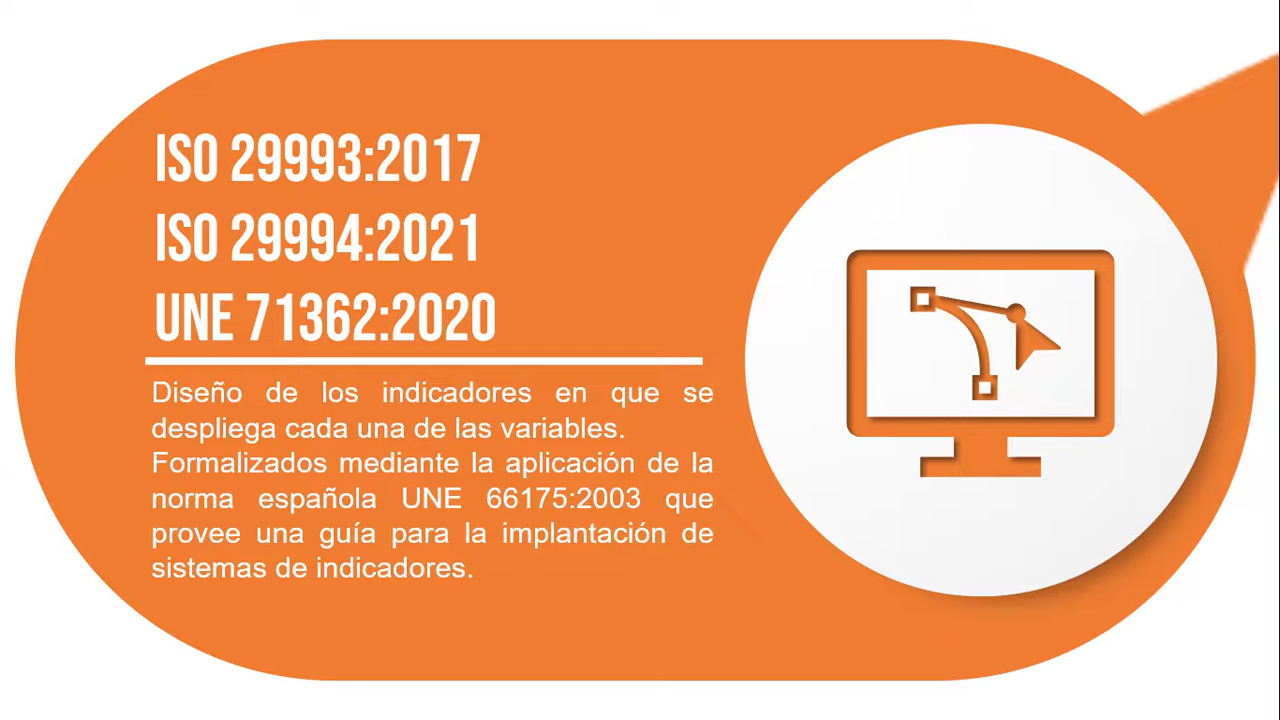 ISO 29993:2017
ISO 29994:2021
UNE 71362:2020
Diseño de los indicadores en que se
despliega cada una de las variables.
Formalizados mediante la aplicación de la
norma española UNE 66175:2003 que
provee una guía para la implantación de
sistemas de indicadores.